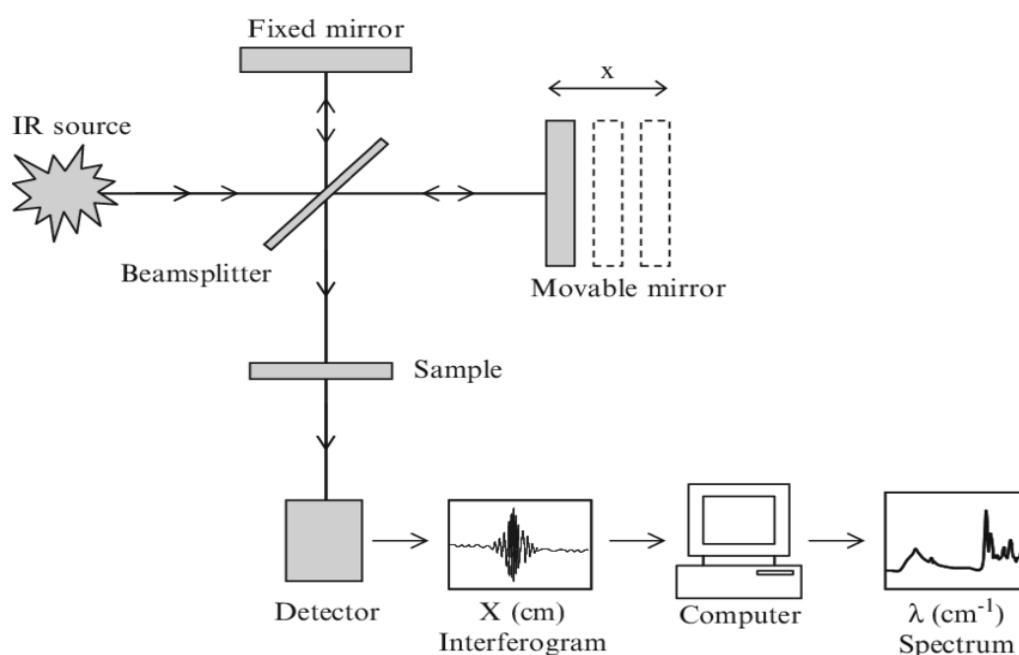 Fixed mirror
x
IR source
Beamsplitter
Movable mirror
Sample
Detector
X (cm)
Interferogram
Computer
λ (cm⁻¹)
Spectrum